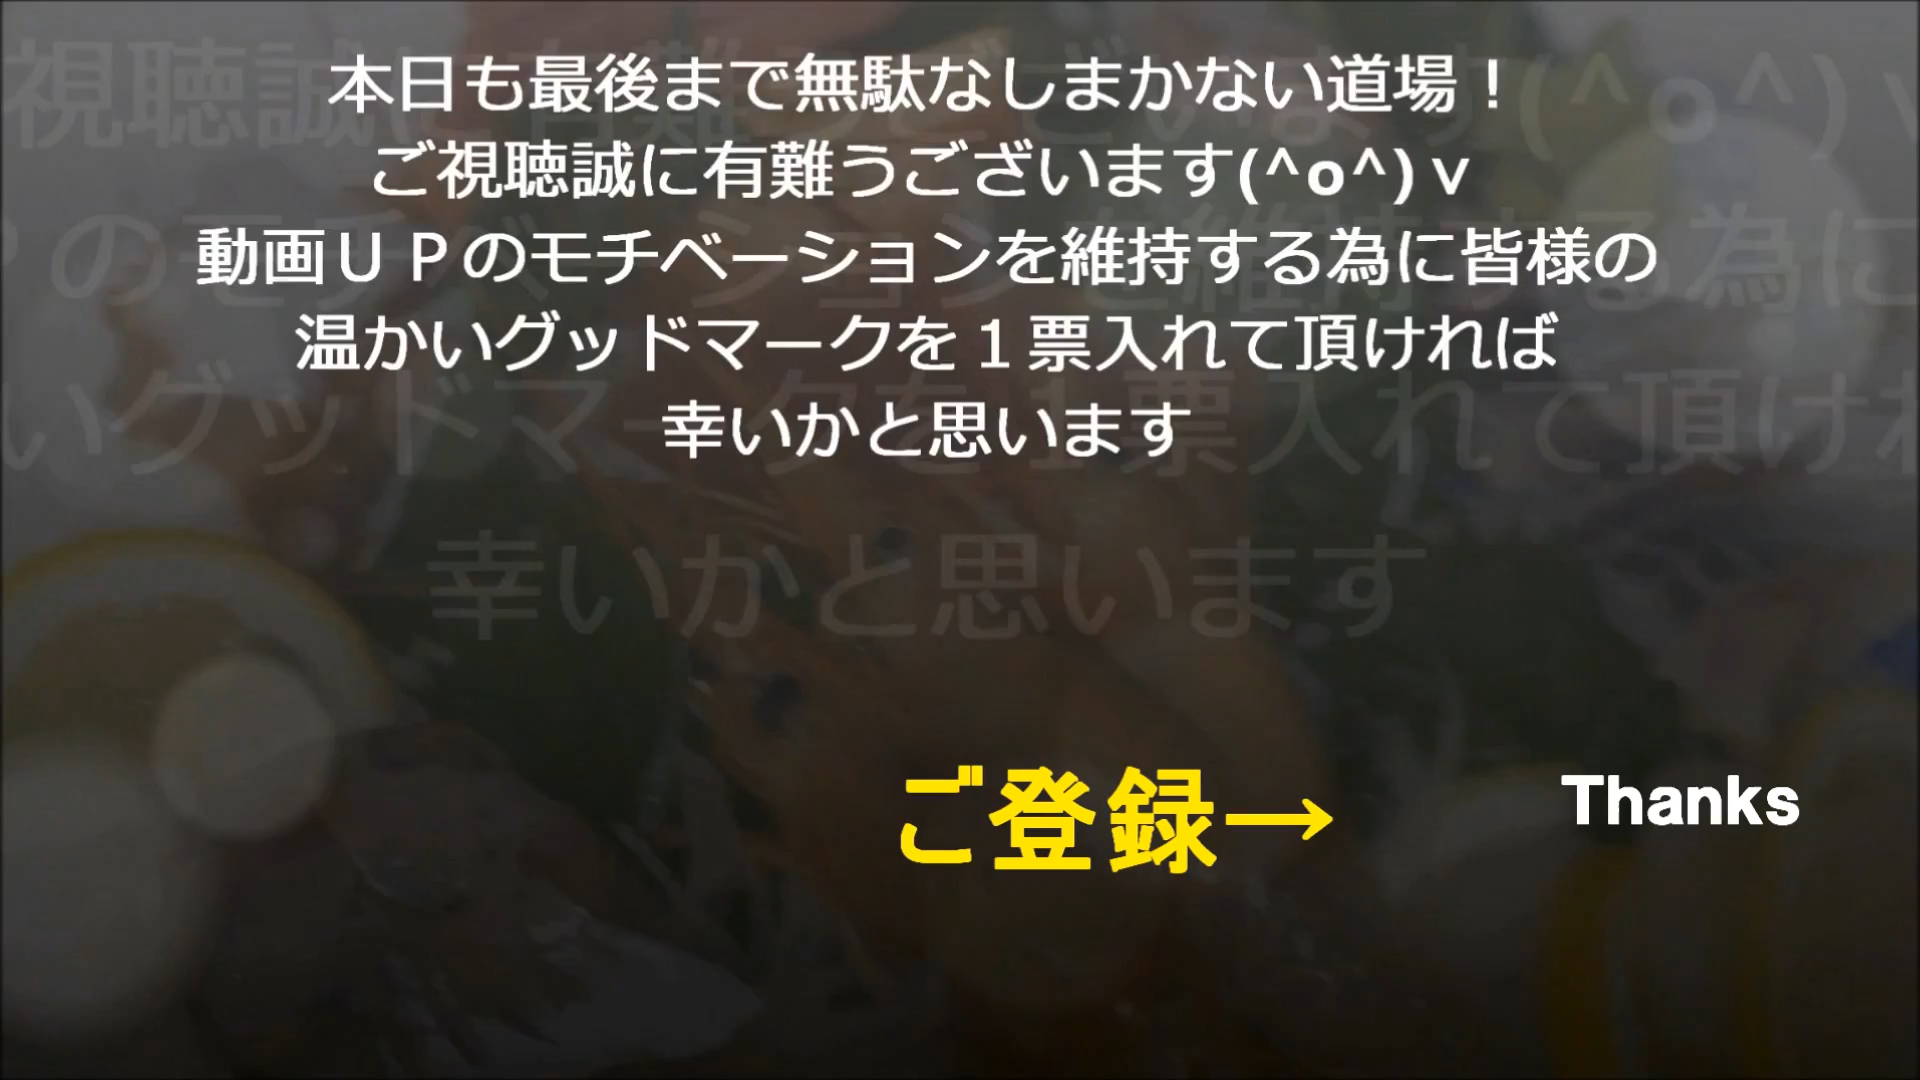 本日も最後まで無駄なしまかない道場！
ご視聴誠に有難うございます(^o^)ｖ
動画ＵＰのモチベーションを維持する為に皆様の
温かいグッドマークを１票入れて頂ければ
幸いかと思います
ご登録→
Thanks